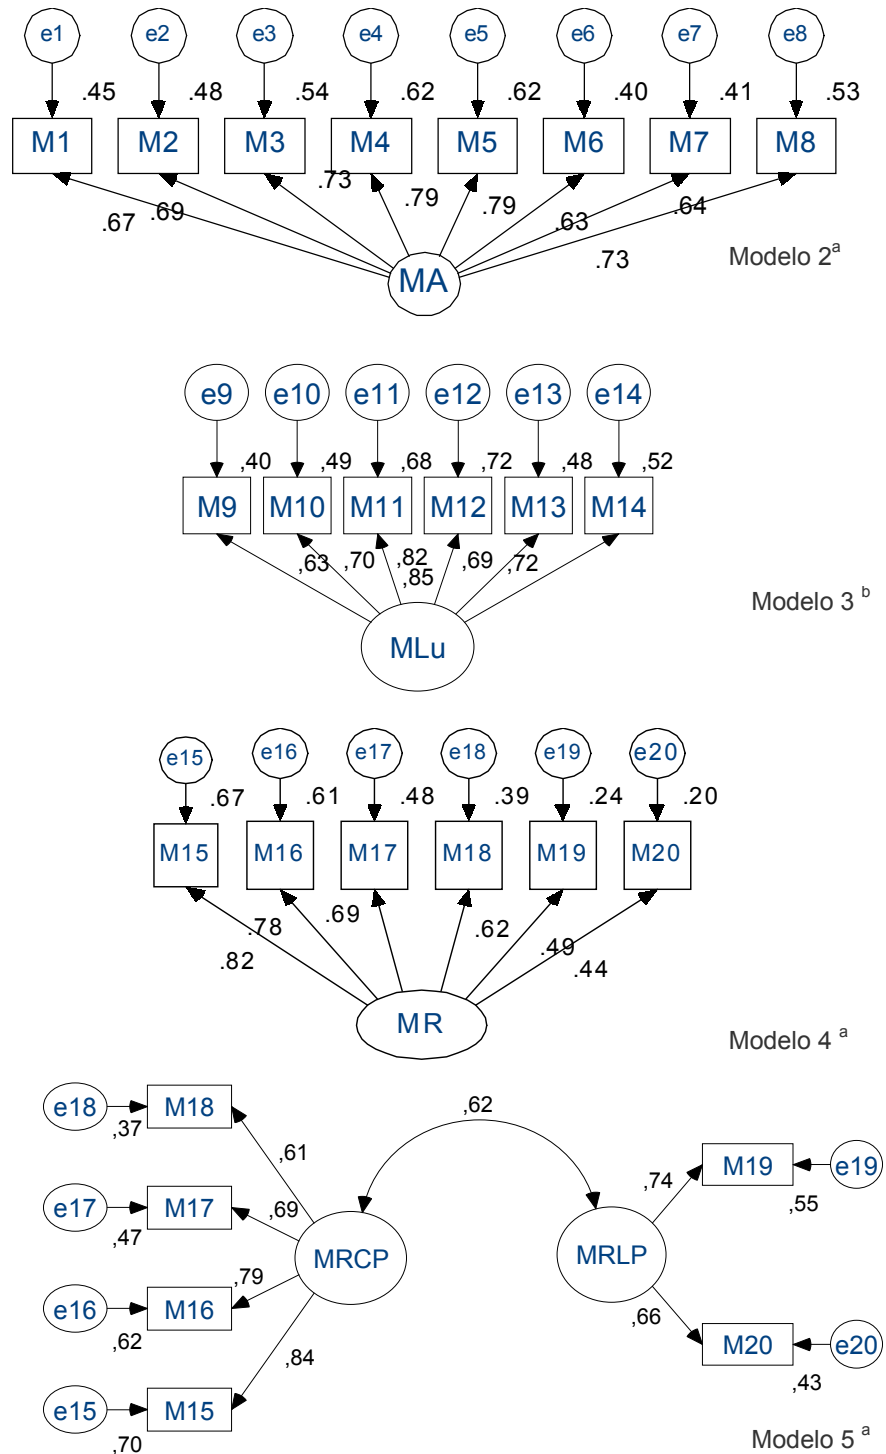 e1 e2 e3 e4 e5 e6 e7 e8
.45 .48 .54 .62 .62 .40 .41 .53
M1 M2 M3 M4 M5 M6 M7 M8
.67 .69 .73 .79 .79 .63 .64 .73
MA
Modelo 2 a
e9 e10 e11 e12 e13 e14
,40 ,49 ,68 ,72 ,48 ,52
M9 M10 M11 M12 M13 M14
,63 ,70 ,82 ,85 ,69 ,72
MLu
Modelo 3 b
e15 e16 e17 e18 e19 e20
.67 .61 .48 .39 .24 .20
M15 M16 M17 M18 M19 M20
.82 .78 .69 .62 .49 .44
MR
Modelo 4 a
e18 M18
,37 ,61
e17 M17
,47 ,69
e16 M16
,62 ,79
e15 M15
,70 ,84
MRCP
,62
MRLP
,74 M19 e19
,55
,66 M20 e20
,43
Modelo 5 a